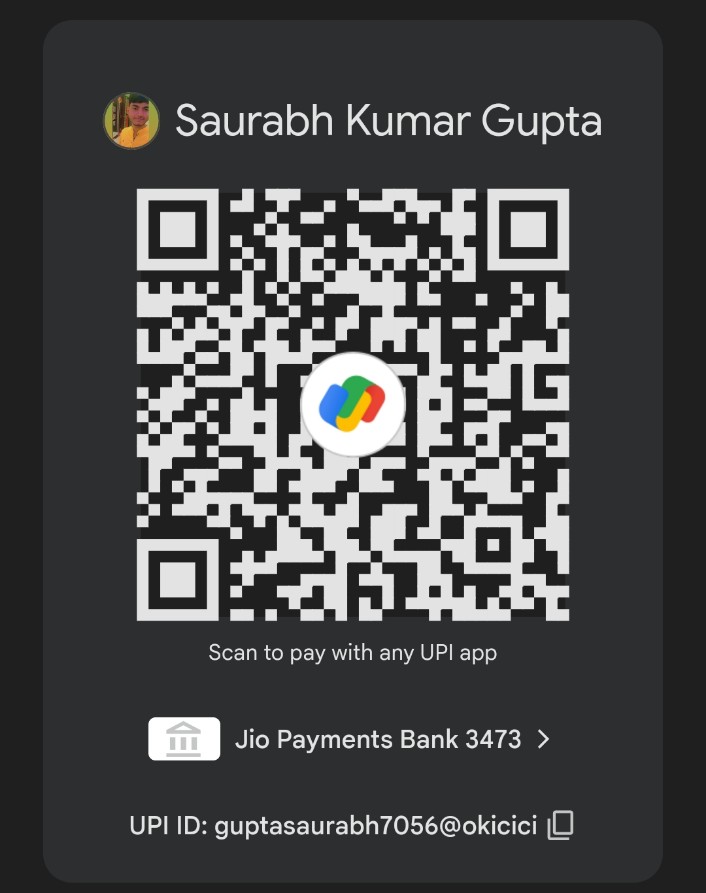 Saurabh Kumar Gupta
Scan to pay with any UPI app
Jio Payments Bank 3473
UPI ID: guptasaurabh7056@okicici